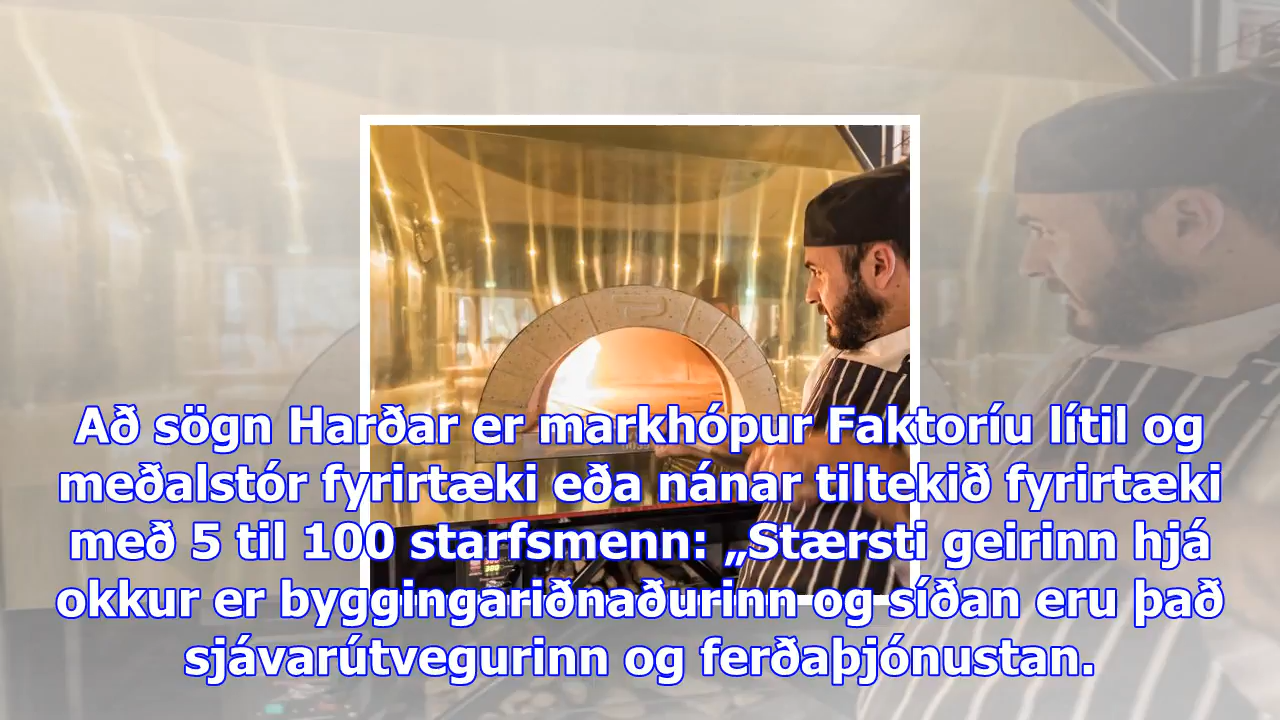 Að sögn Harðar er markhópur Faktoríu lítil og
meðalstór fyrirtæki eða nánar tiltekið fyrirtæki
með 5 til 100 starfsmenn: „Stærsti geirinn hjá
okkur er byggingariðnaðurinn og síðan eru það
sjávarútvegurinn og ferðaþjónustan.